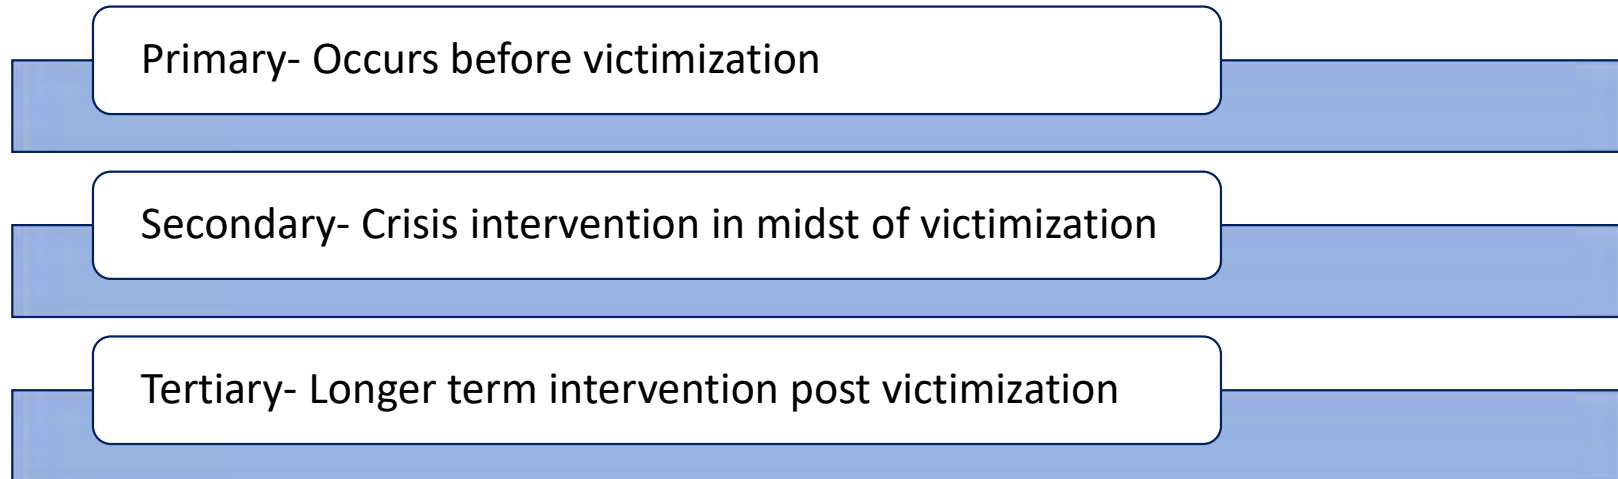 Primary- Occurs before victimization
Secondary- Crisis intervention in midst of victimization
Tertiary- Longer term intervention post victimization